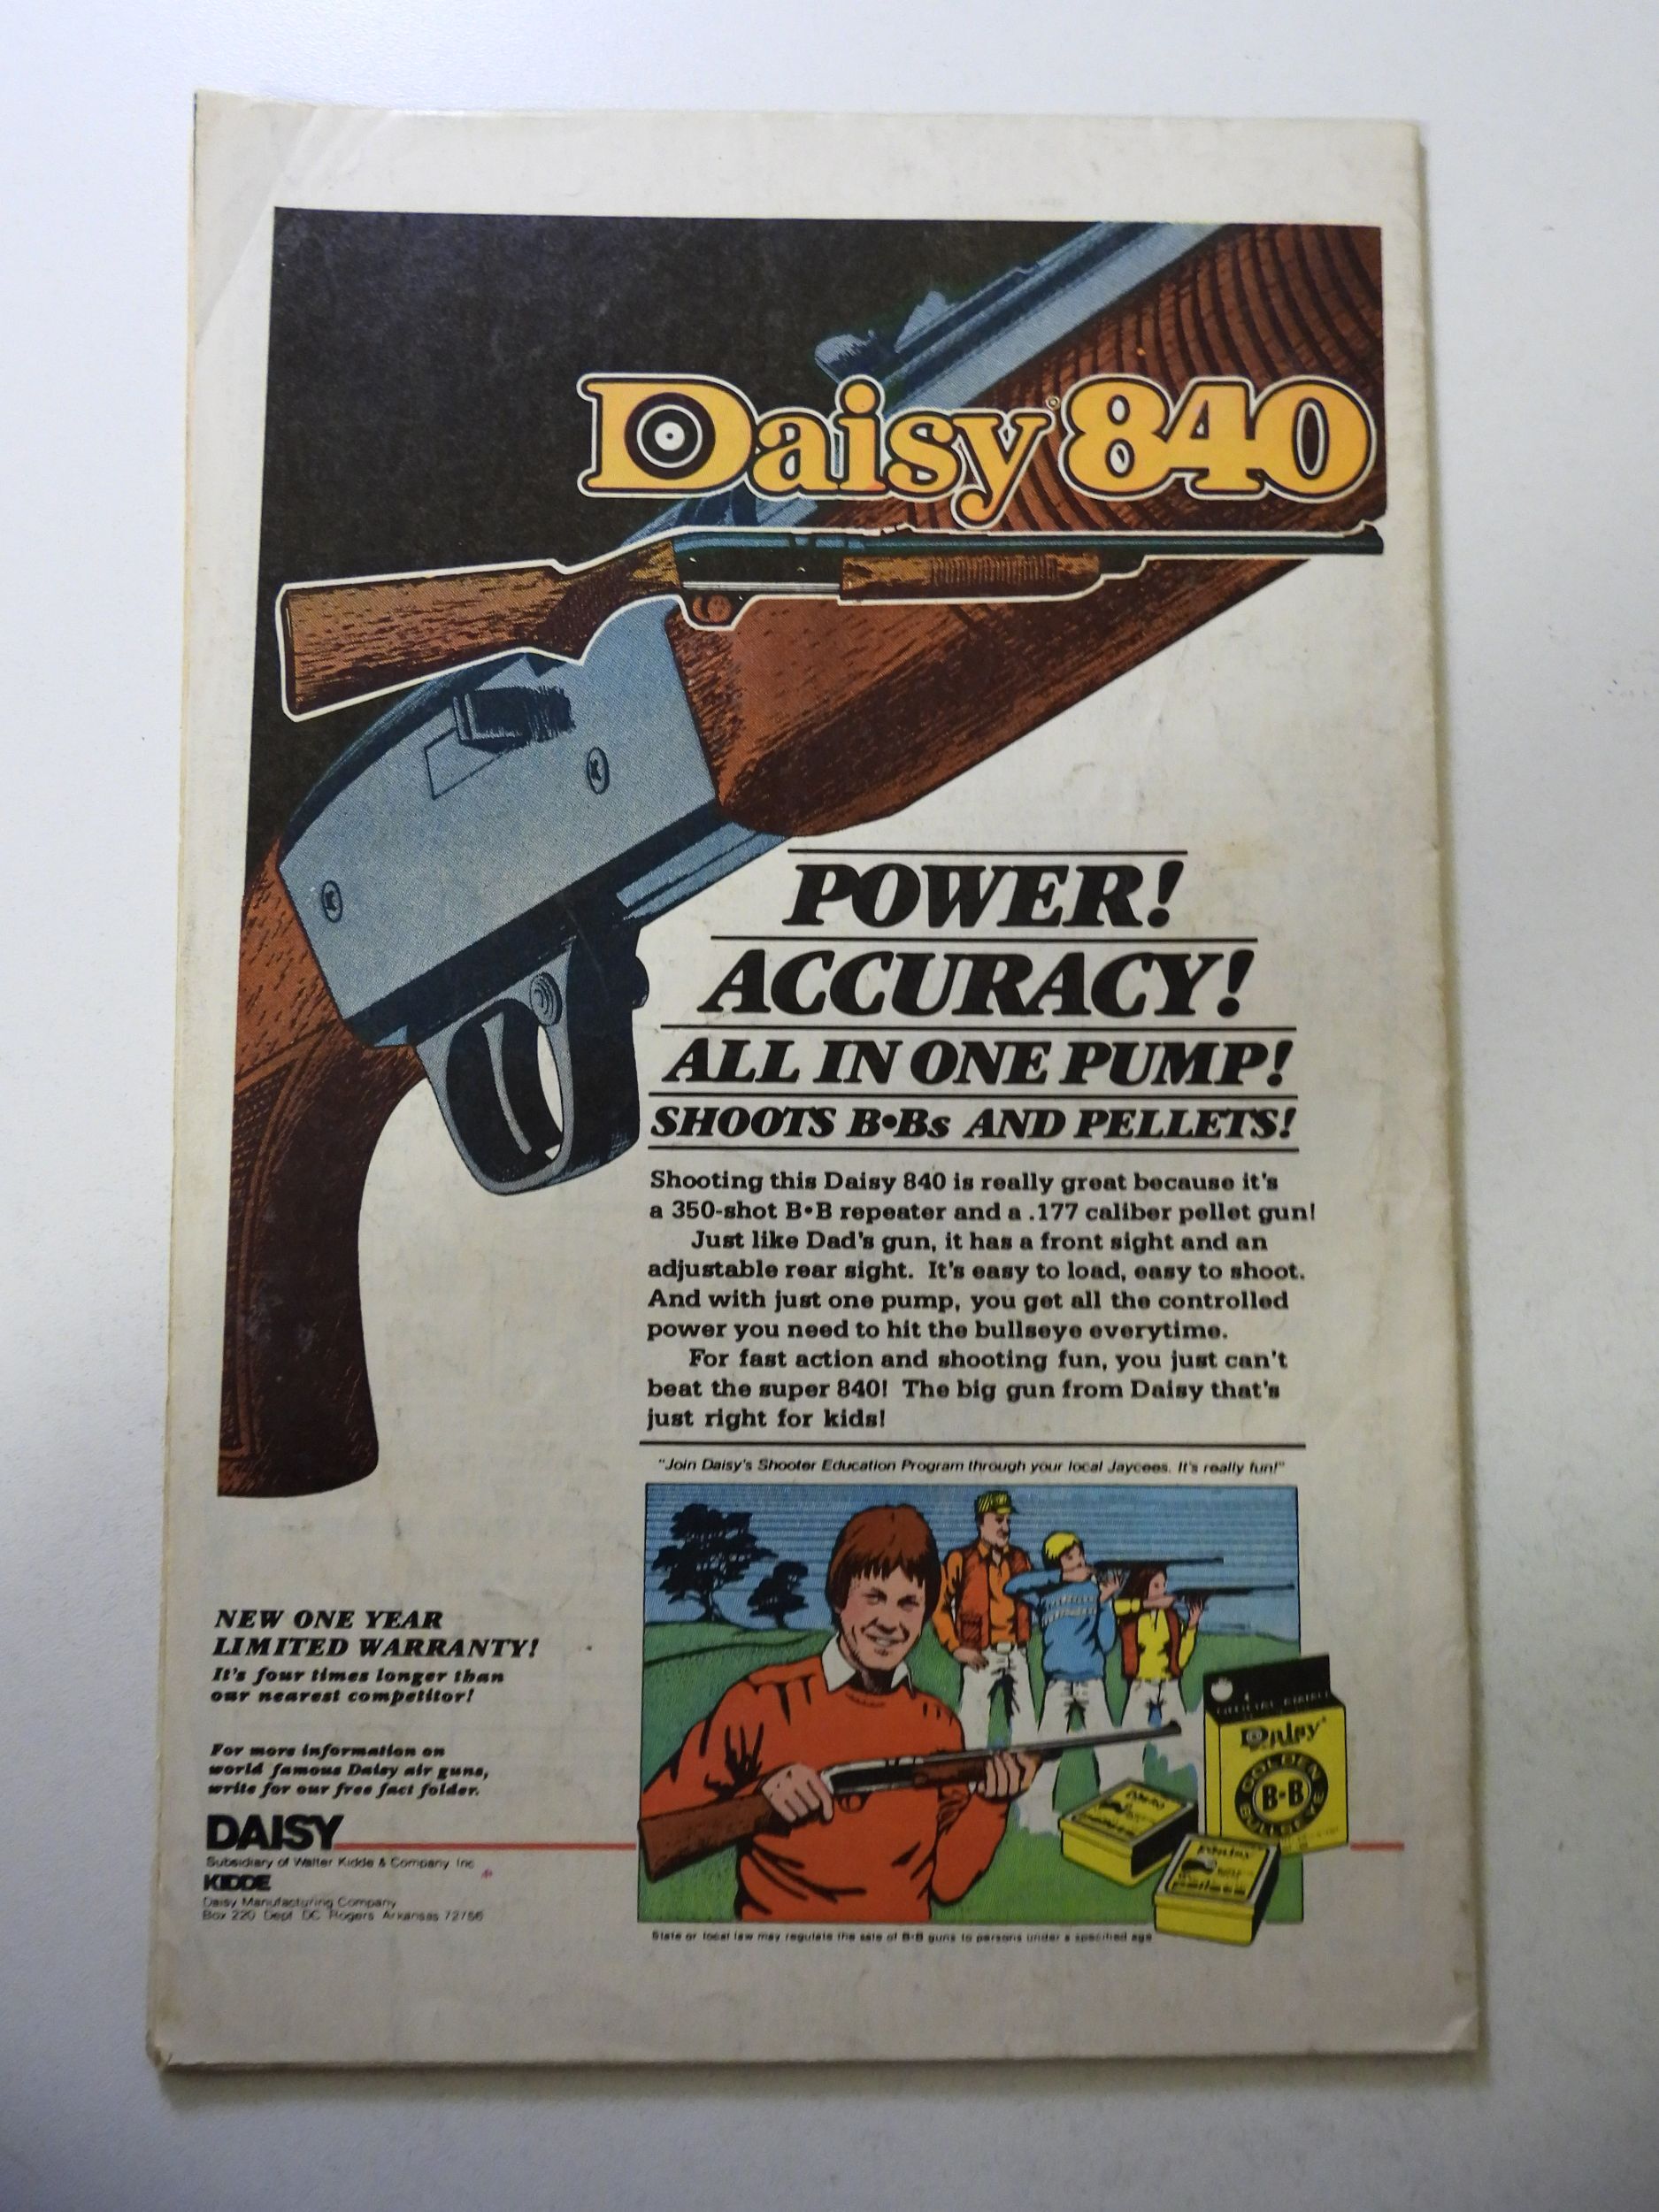 Daisy® 840
POWER!
ACCURACY!
ALL IN ONE PUMP!
SHOOTS B•Bs AND PELLETS!
Shooting this Daisy 840 is really great because it's
a 350-shot B•B repeater and a .177 caliber pellet gun!
Just like Dad's gun, it has a front sight and an
adjustable rear sight. It's easy to load, easy to shoot.
And with just one pump, you get all the controlled
power you need to hit the bullseye everytime.
For fast action and shooting fun, you just can't
beat the super 840! The big gun from Daisy that's
just right for kids!
"Join Daisy's Shooter Education Program through your local Jaycees. It's really fun!"
NEW ONE YEAR
LIMITED WARRANTY!
It's four times longer than
our nearest competitor!
For more information on
world famous Daisy air guns,
write for our free fact folder.
DAISY
Subsidiary of Walter Kidde & Company Inc
KIDDE
Daisy Manufacturing Company
Box 220 Dept DC Rogers Arkansas 72756
Daisy
GOLDEN
B•B
BULLSEYE
State or local law may regulate the sale of B•B guns to persons under a specified age